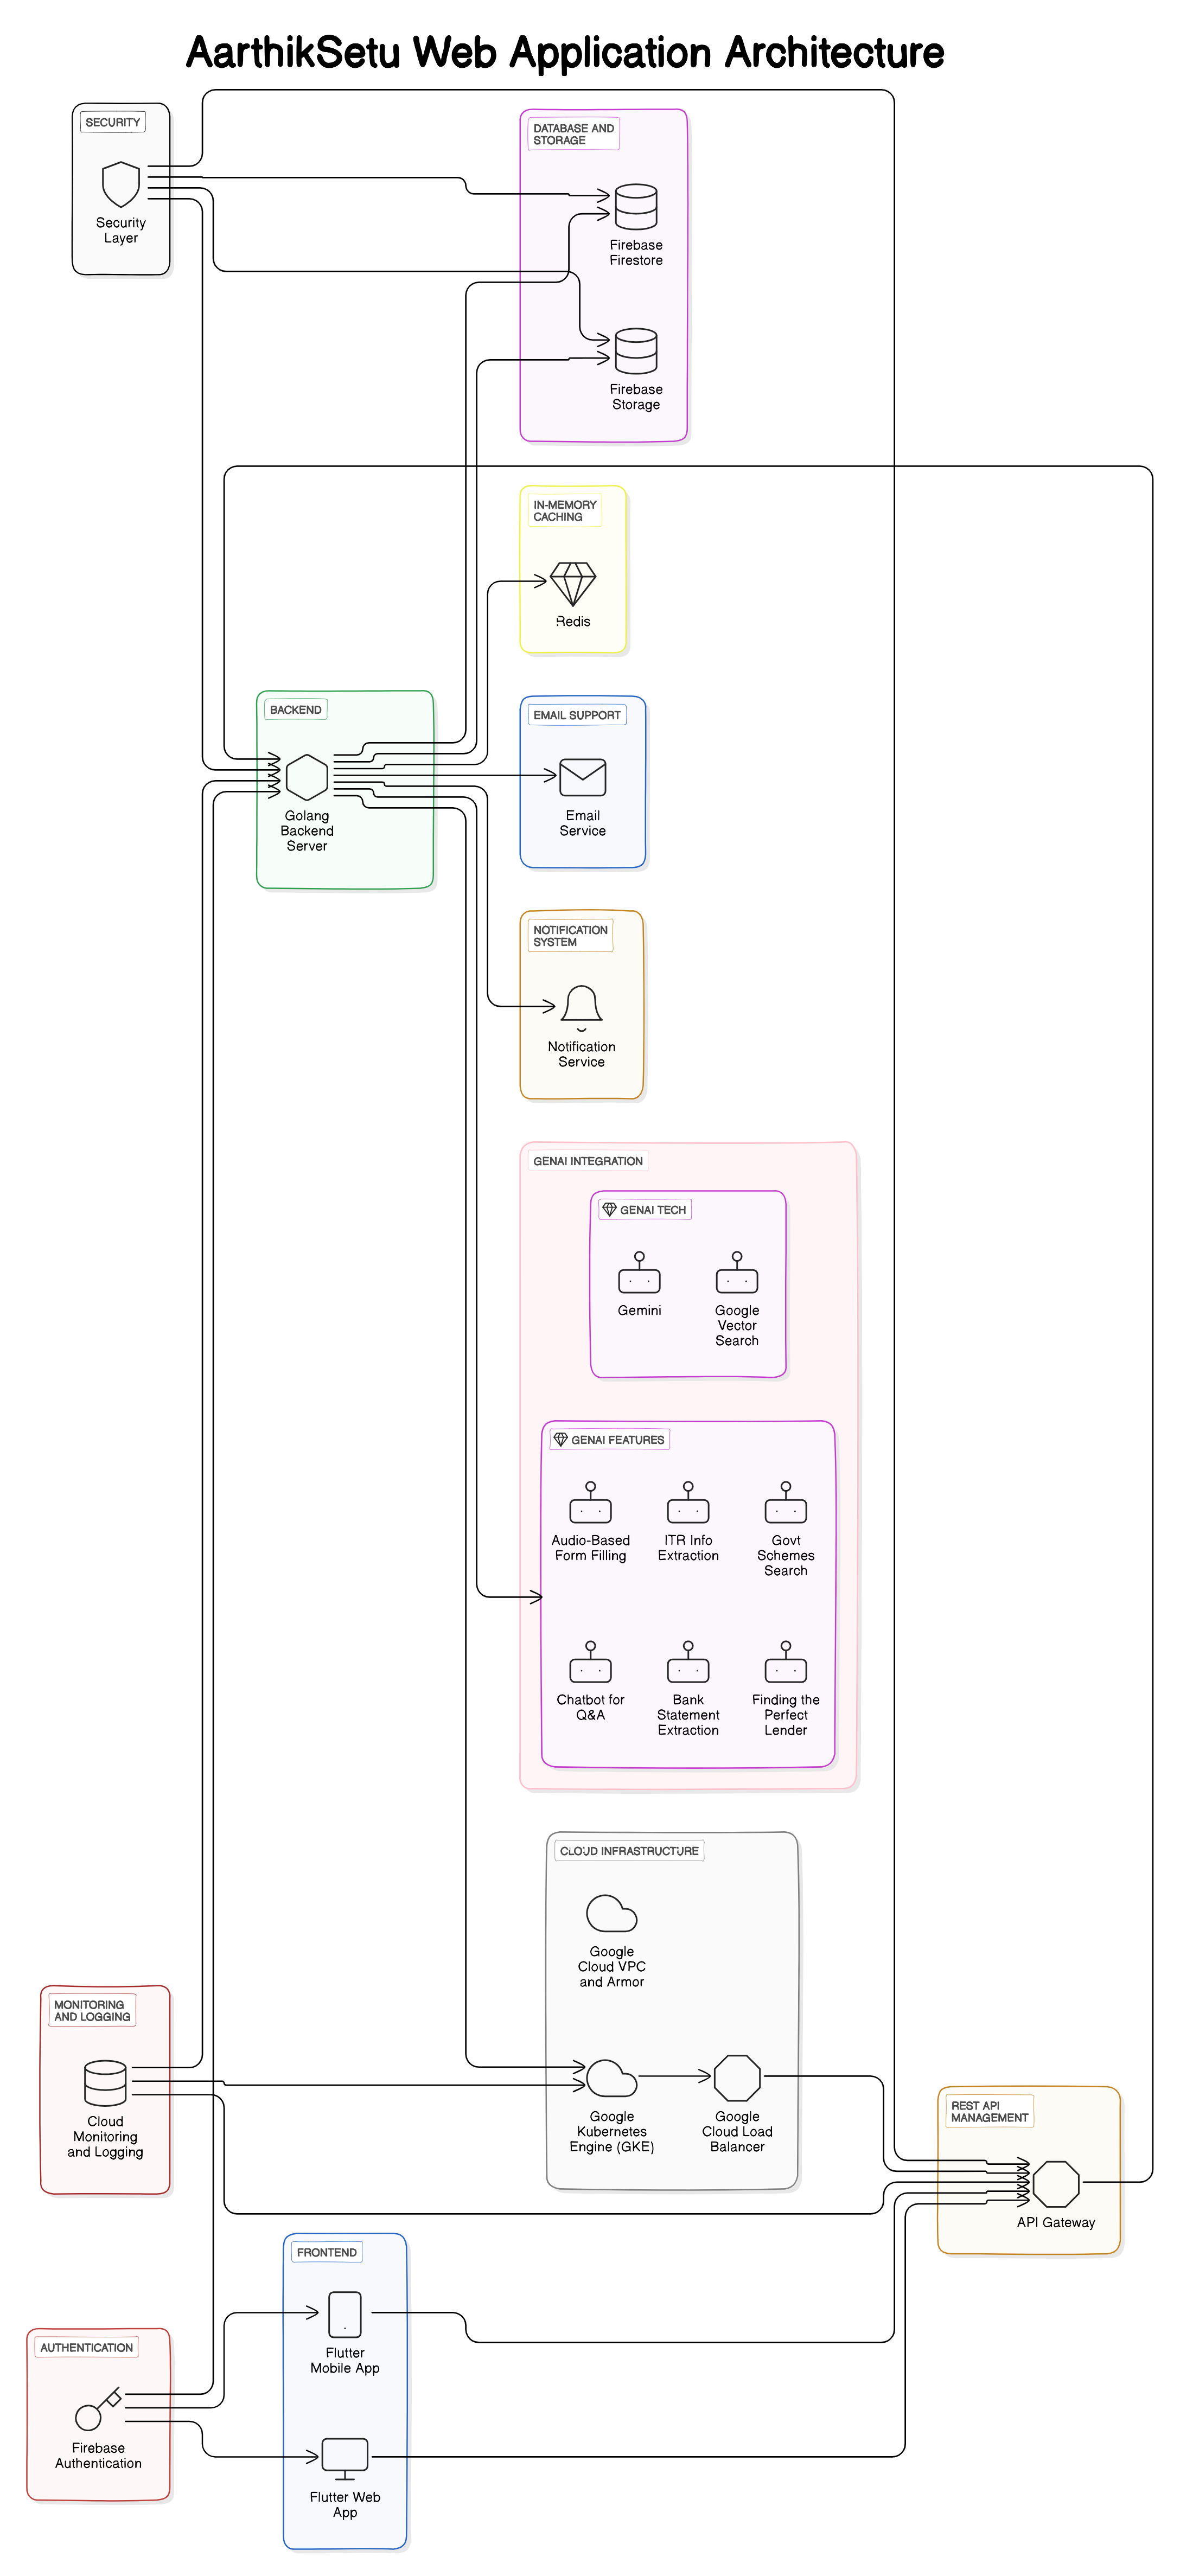 AarthikSetu Web Application Architecture
SECURITY
Security
Layer
DATABASE AND
STORAGE
Firebase
Firestore
Firebase
Storage
IN-MEMORY
CACHING
Redis
BACKEND
Golang
Backend
Server
EMAIL SUPPORT
Email
Service
NOTIFICATION
SYSTEM
Notification
Service
GENAI INTEGRATION
GENAI TECH
Gemini
Google
Vector
Search
GENAI FEATURES
Audio-Based
Form Filling
ITR Info
Extraction
Govt
Schemes
Search
Chatbot for
Q&A
Bank
Statement
Extraction
Finding the
Perfect
Lender
CLOUD INFRASTRUCTURE
Google
Cloud VPC
and Armor
Google
Kubernetes
Engine (GKE)
Google
Cloud Load
Balancer
MONITORING
AND LOGGING
Cloud
Monitoring
and Logging
REST API
MANAGEMENT
API Gateway
FRONTEND
Flutter
Mobile App
Flutter Web
App
AUTHENTICATION
Firebase
Authentication